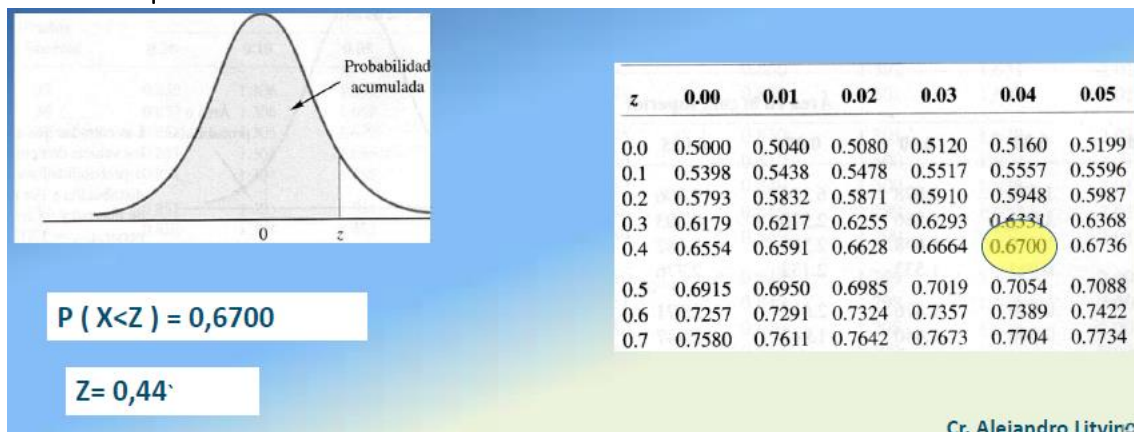 Probabilidad
acumulada
0 z
z 0.00 0.01 0.02 0.03 0.04 0.05
0.0 0.5000 0.5040 0.5080 0.5120 0.5160 0.5199
0.1 0.5398 0.5438 0.5478 0.5517 0.5557 0.5596
0.2 0.5793 0.5832 0.5871 0.5910 0.5948 0.5987
0.3 0.6179 0.6217 0.6255 0.6293 0.6331 0.6368
0.4 0.6554 0.6591 0.6628 0.6664 0.6700 0.6736
0.5 0.6915 0.6950 0.6985 0.7019 0.7054 0.7088
0.6 0.7257 0.7291 0.7324 0.7357 0.7389 0.7422
0.7 0.7580 0.7611 0.7642 0.7673 0.7704 0.7734
P ( X<Z ) = 0,6700
Z= 0,44`
Cr. Alejandro